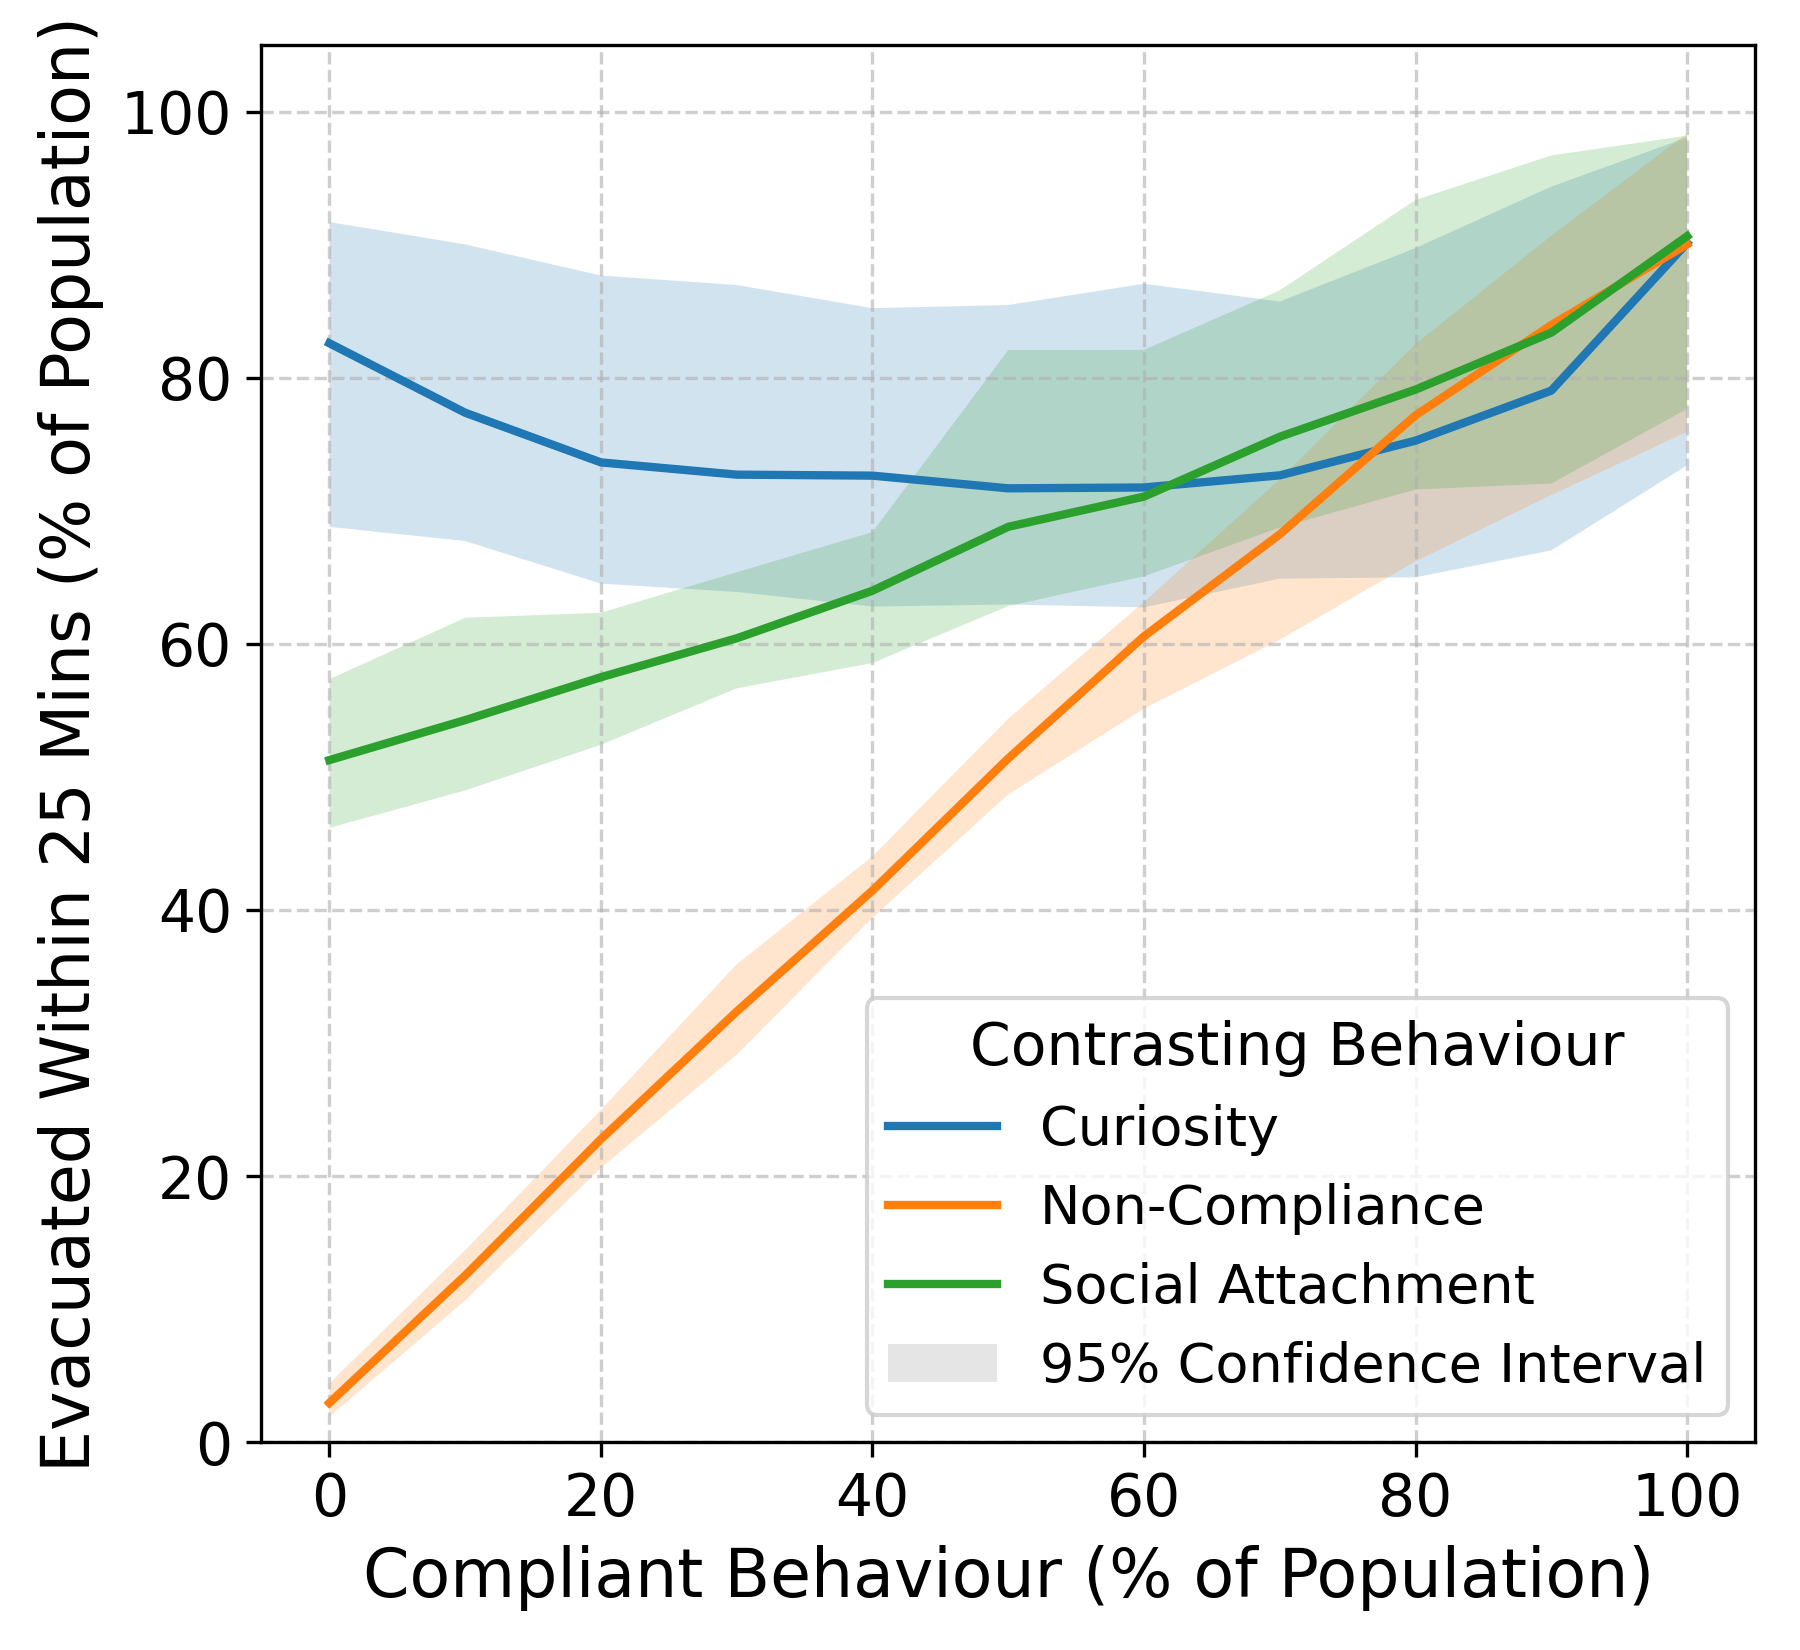 Evacuated Within 25 Mins (% of Population)
100
80
60
40
20
0
Contrasting Behaviour
Curiosity
Non-Compliance
Social Attachment
95% Confidence Interval
0 20 40 60 80 100
Compliant Behaviour (% of Population)